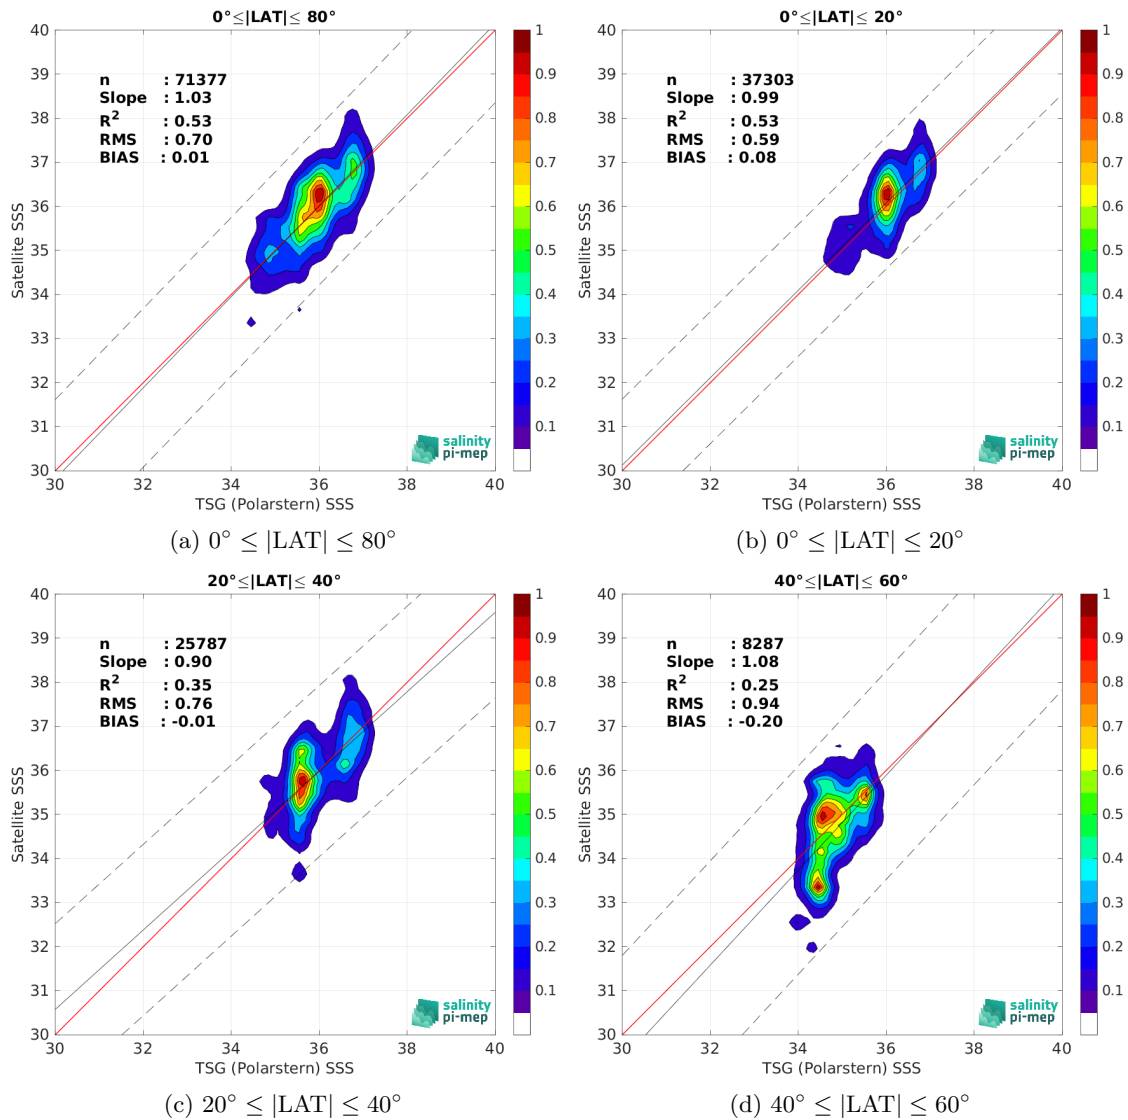 0°≤|LAT|≤ 80°
n : 71377
Slope : 1.03
R² : 0.53
RMS : 0.70
BIAS : 0.01
Satellite SSS
40
39
38
37
36
35
34
33
32
31
30
30 32 34 36 38 40
TSG (Polarstern) SSS
1
0.9
0.8
0.7
0.6
0.5
0.4
0.3
0.2
0.1
salinity
pi-mep
(a) 0° ≤ |LAT| ≤ 80°
0°≤|LAT|≤ 20°
n : 37303
Slope : 0.99
R² : 0.53
RMS : 0.59
BIAS : 0.08
Satellite SSS
40
39
38
37
36
35
34
33
32
31
30
30 32 34 36 38 40
TSG (Polarstern) SSS
1
0.9
0.8
0.7
0.6
0.5
0.4
0.3
0.2
0.1
salinity
pi-mep
(b) 0° ≤ |LAT| ≤ 20°
20°≤|LAT|≤ 40°
n : 25787
Slope : 0.90
R² : 0.35
RMS : 0.76
BIAS : -0.01
Satellite SSS
40
39
38
37
36
35
34
33
32
31
30
30 32 34 36 38 40
TSG (Polarstern) SSS
1
0.9
0.8
0.7
0.6
0.5
0.4
0.3
0.2
0.1
salinity
pi-mep
(c) 20° ≤ |LAT| ≤ 40°
40°≤|LAT|≤ 60°
n : 8287
Slope : 1.08
R² : 0.25
RMS : 0.94
BIAS : -0.20
Satellite SSS
40
39
38
37
36
35
34
33
32
31
30
30 32 34 36 38 40
TSG (Polarstern) SSS
1
0.9
0.8
0.7
0.6
0.5
0.4
0.3
0.2
0.1
salinity
pi-mep
(d) 40° ≤ |LAT| ≤ 60°